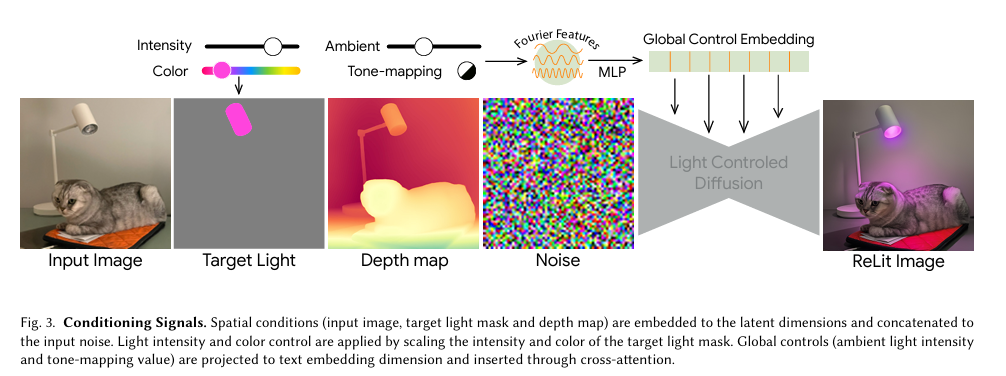 Intensity
Color
Ambient
Tone-mapping
Fourier Features
MLP
Global Control Embedding
Light Controled
Diffusion
Input Image
Target Light
Depth map
Noise
ReLit Image
Fig. 3. Conditioning Signals. Spatial conditions (input image, target light mask and depth map) are embedded to the latent dimensions and concatenated to
the input noise. Light intensity and color control are applied by scaling the intensity and color of the target light mask. Global controls (ambient light intensity
and tone-mapping value) are projected to text embedding dimension and inserted through cross-attention.